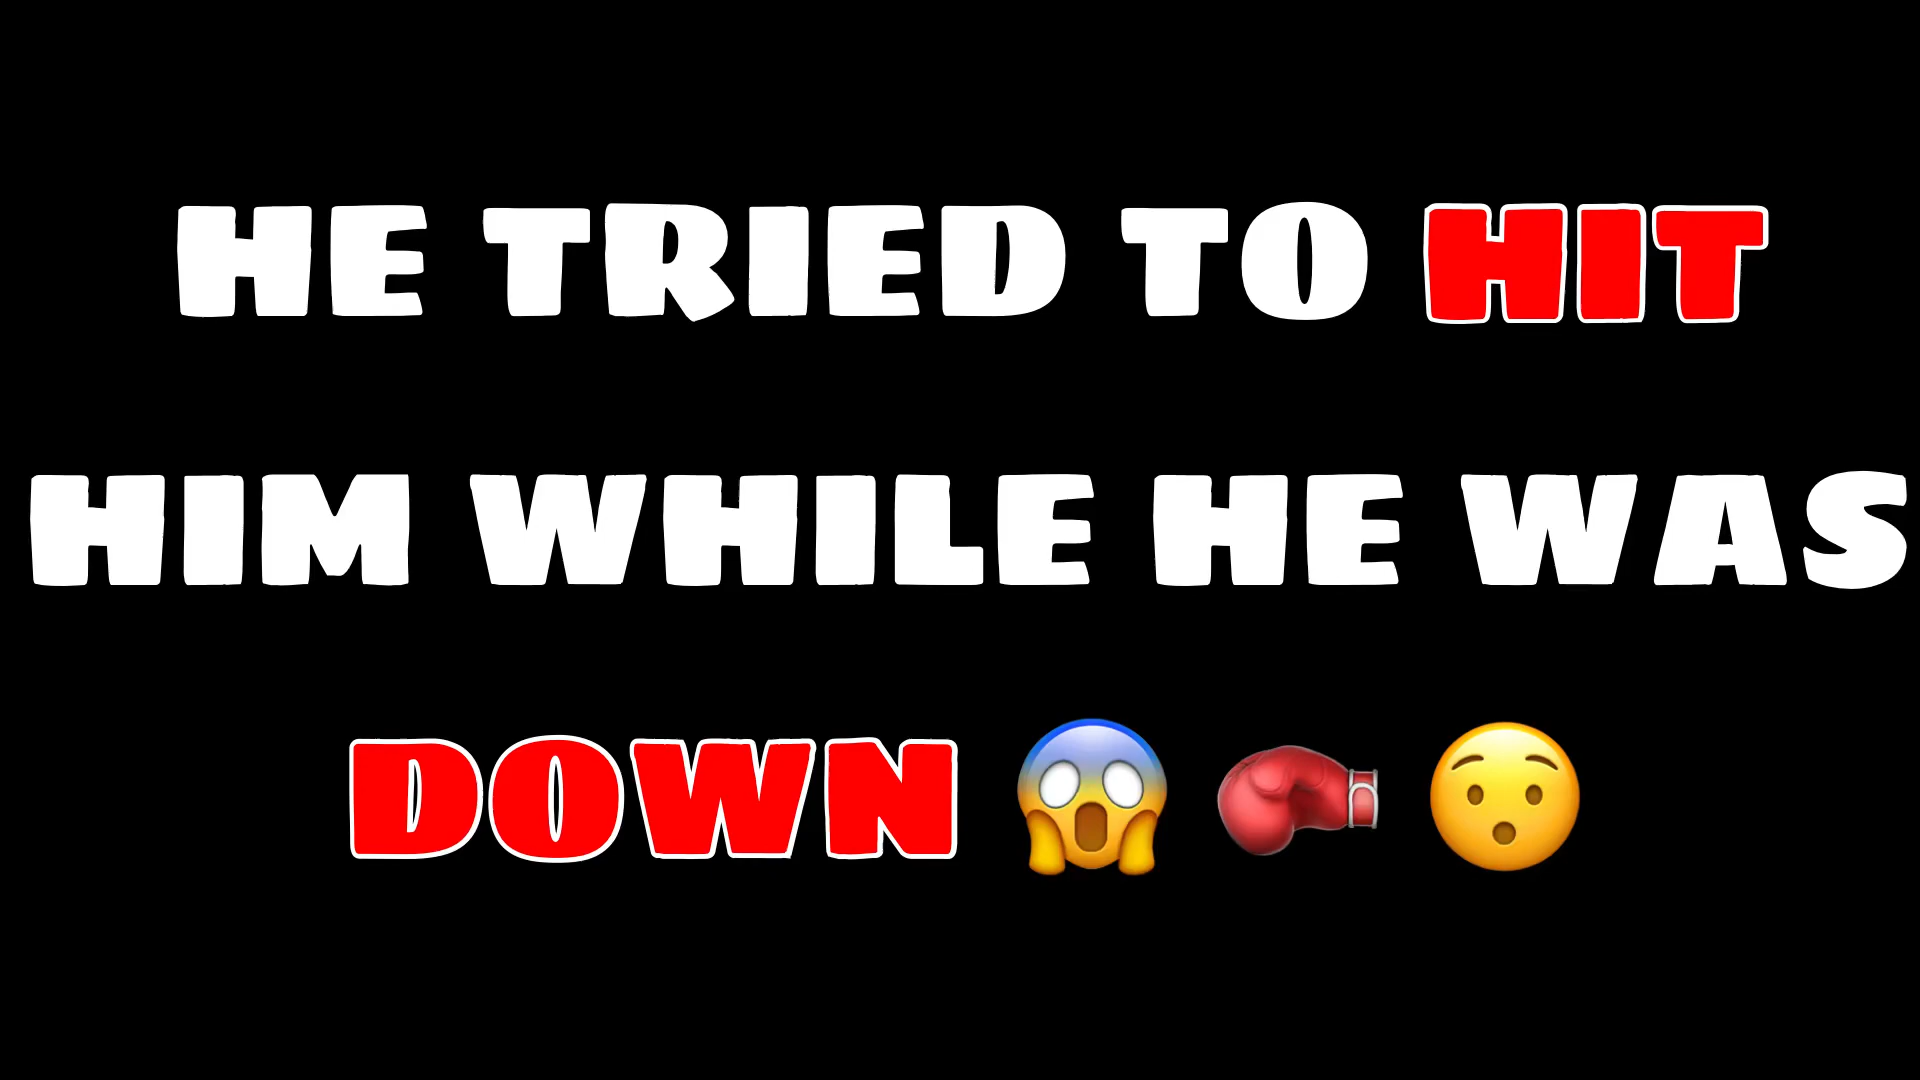 HE TRIED TO HIT
HIM WHILE HE WAS
DOWN 😱 🥊 😯